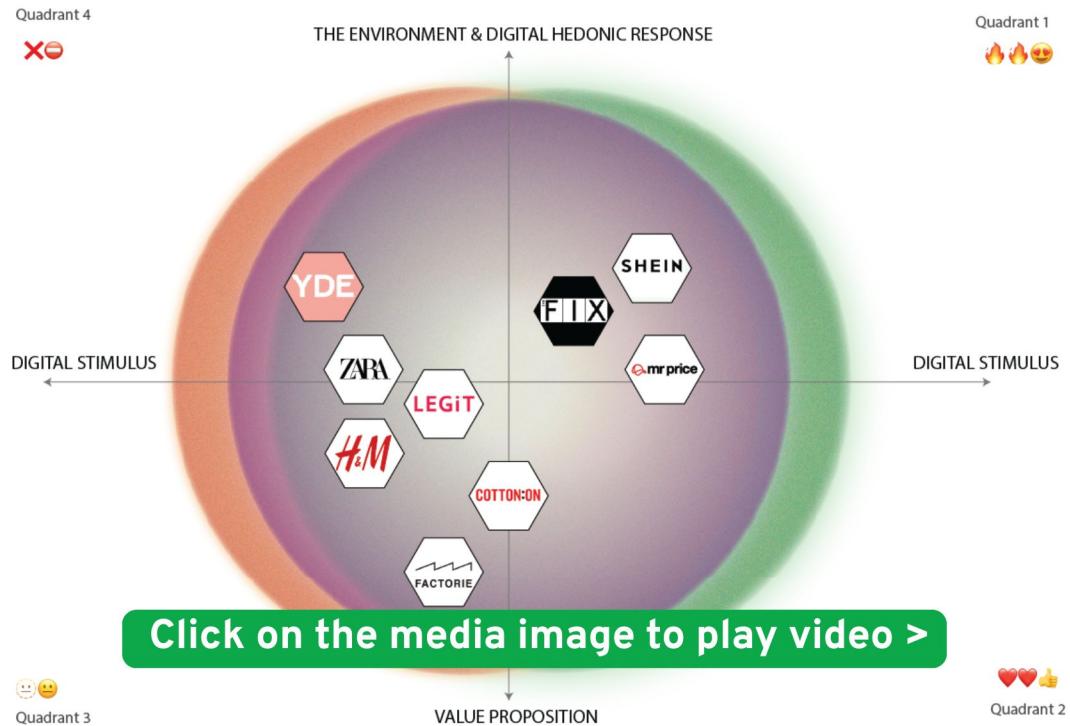 Quadrant 4
THE ENVIRONMENT & DIGITAL HEDONIC RESPONSE
Quadrant 1
YDE
SHEIN
FIX
ZARA
mr price
DIGITAL STIMULUS
DIGITAL STIMULUS
LEGiT
H&M
COTTON:ON
FACTORIE
Click on the media image to play video >
Quadrant 3
VALUE PROPOSITION
Quadrant 2